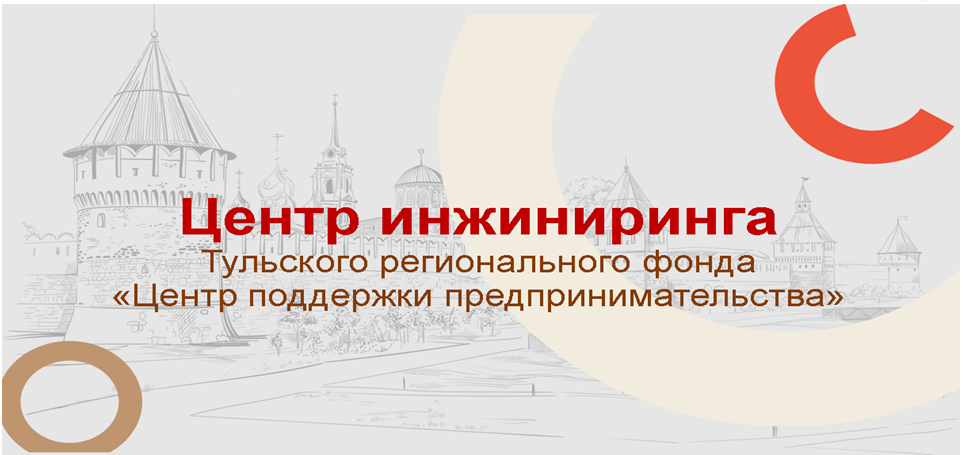 Центр инжиниринга
Тульского регионального фонда
«Центр поддержки предпринимательства»